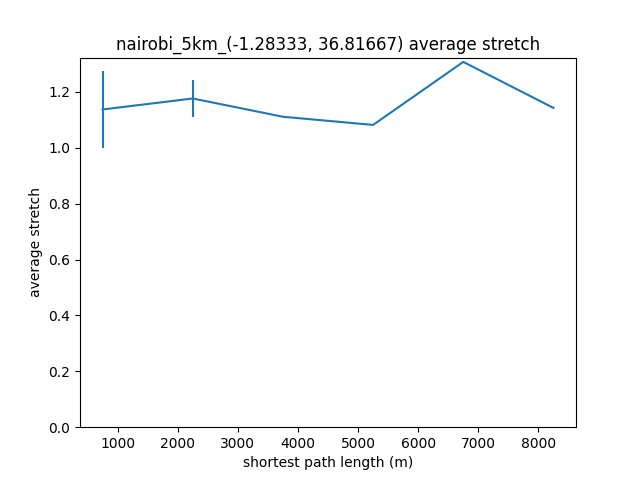 nairobi_5km_(-1.28333, 36.81667) average stretch
1.2
1.0
0.8
0.6
0.4
0.2
0.0
average stretch
1000 2000 3000 4000 5000 6000 7000 8000
shortest path length (m)